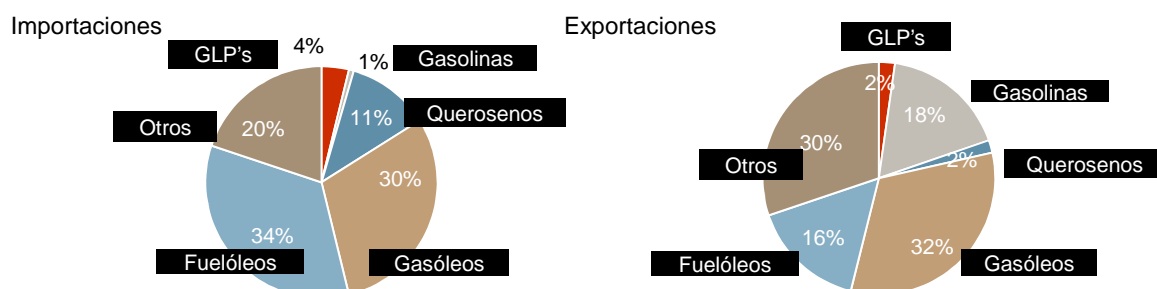 Importaciones
GLP's
4%
1%
Gasolinas
11%
Querosenos
Otros
20%
30%
34%
Fuelóleos
Gasóleos
Exportaciones
GLP's
2%
Gasolinas
18%
2%
Querosenos
30%
Otros
16%
Fuelóleos
32%
Gasóleos